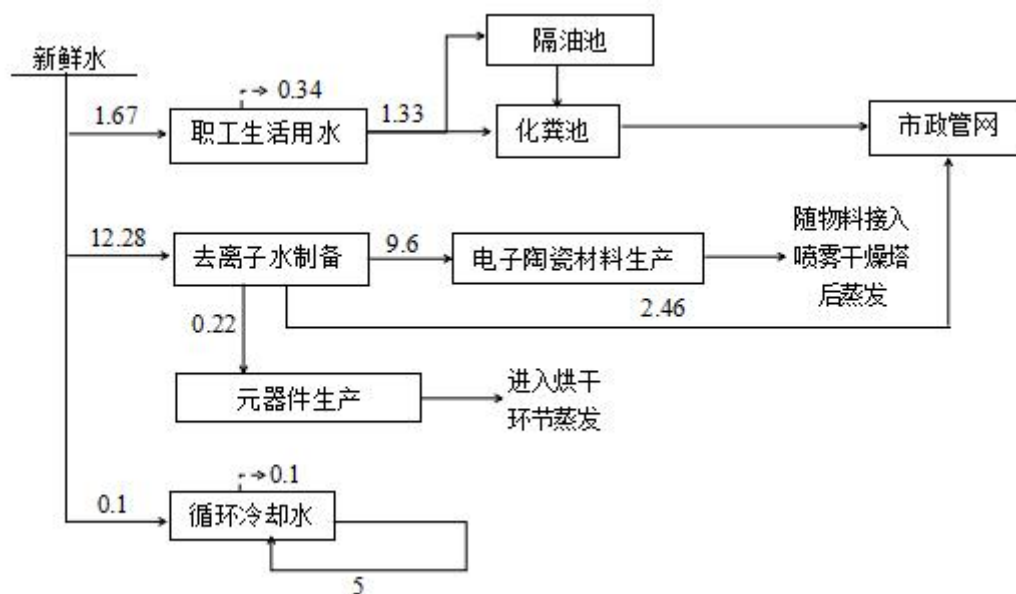 隔油池
新鲜水
0.34
1.67
职工生活用水
1.33
化粪池
市政管网
12.28
去离子水制备
9.6
电子陶瓷材料生产
随物料接入
喷雾干燥塔
后蒸发
0.22
2.46
元器件生产
进入烘干
环节蒸发
0.1
0.1
循环冷却水
5